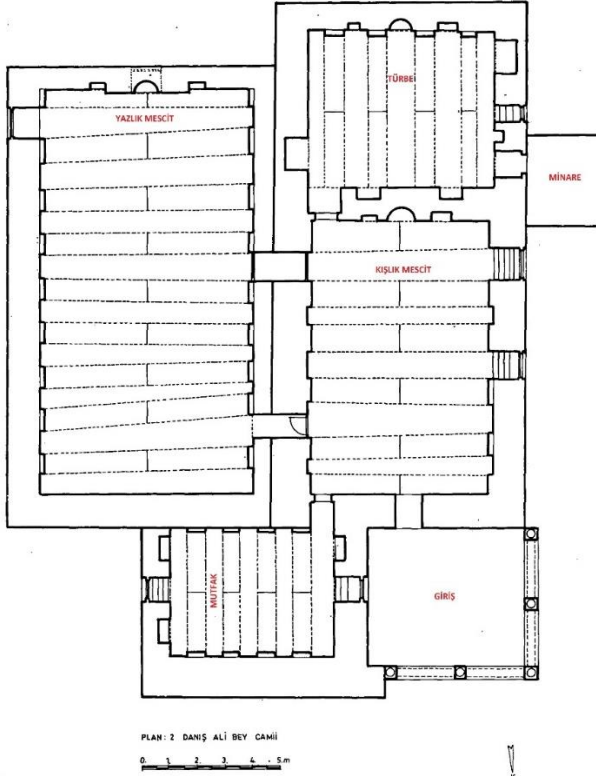 TÜRBE
YAZLIK MESCİT
MİNARE
KIŞLIK MESCİT
MUTFAK
GİRİŞ
PLAN: 2 DANIŞ ALİ BEY CAMİİ
0. 1. 2. 3. 4. 5.m